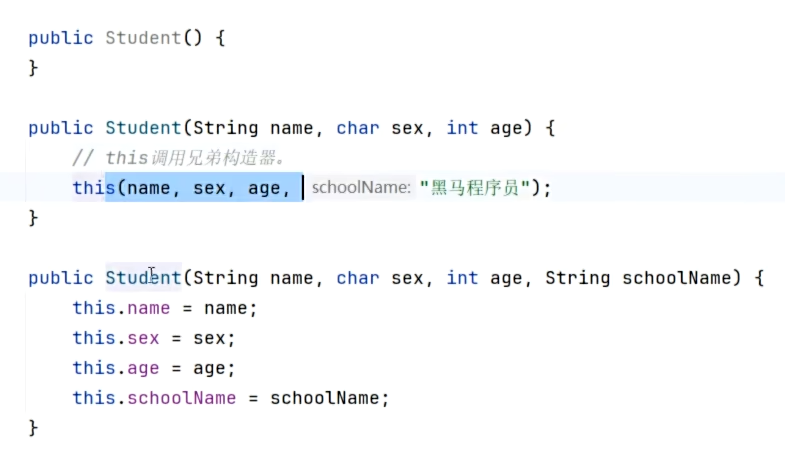 public Student() {
}
public Student(String name, char sex, int age) {
// this调用兄弟构造器。
this(name, sex, age, schoolName: "黑马程序员");
}
public Student(String name, char sex, int age, String schoolName) {
this.name = name;
this.sex = sex;
this.age = age;
this.schoolName = schoolName;
}